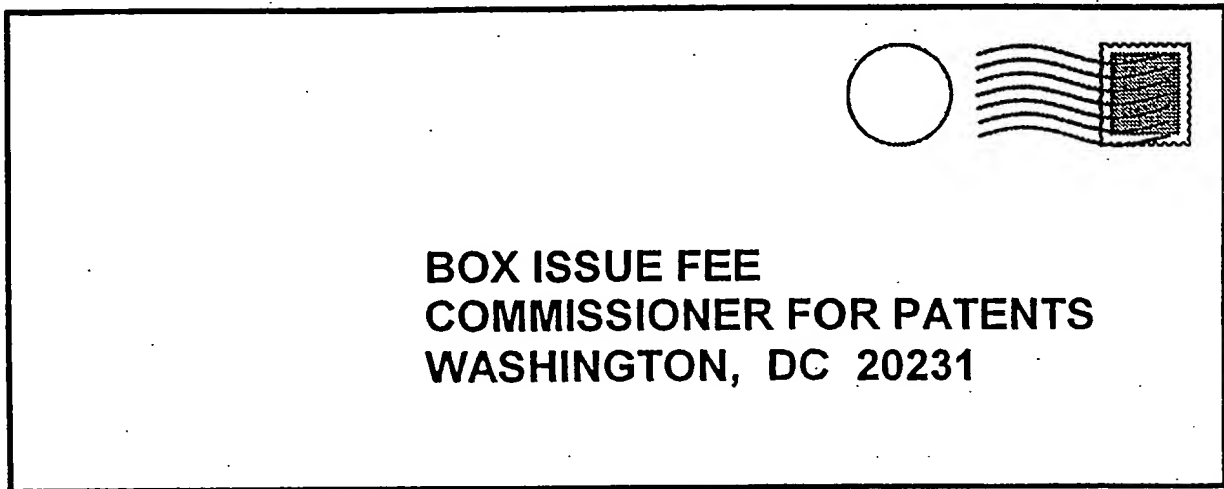 BOX ISSUE FEE
COMMISSIONER FOR PATENTS
WASHINGTON, DC 20231